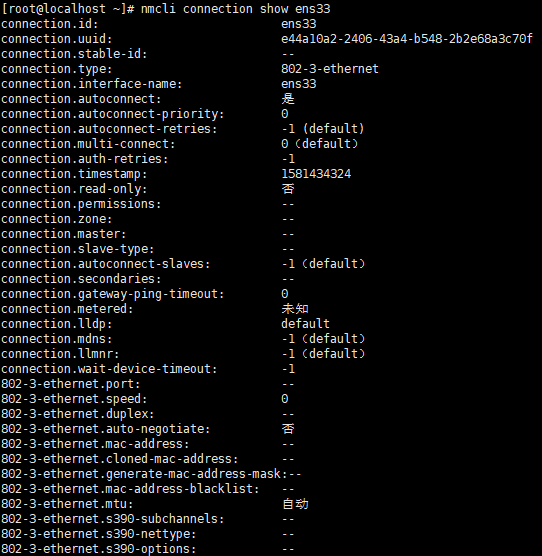 [root@localhost ~]# nmcli connection show ens33
connection.id: ens33
connection.uuid: e44a10a2-2406-43a4-b548-2b2e68a3c70f
connection.stable-id: --
connection.type: 802-3-ethernet
connection.interface-name: ens33
connection.autoconnect: 是
connection.autoconnect-priority: 0
connection.autoconnect-retries: -1 (default)
connection.multi-connect: 0（default）
connection.auth-retries: -1
connection.timestamp: 1581434324
connection.read-only: 否
connection.permissions: --
connection.zone: --
connection.master: --
connection.slave-type: --
connection.autoconnect-slaves: -1（default）
connection.secondaries: --
connection.gateway-ping-timeout: 0
connection.metered: 未知
connection.lldp: default
connection.mdns: -1（default）
connection.llmnr: -1（default）
connection.wait-device-timeout: -1
802-3-ethernet.port: --
802-3-ethernet.speed: 0
802-3-ethernet.duplex: --
802-3-ethernet.auto-negotiate: 否
802-3-ethernet.mac-address: --
802-3-ethernet.cloned-mac-address: --
802-3-ethernet.generate-mac-address-mask:--
802-3-ethernet.mac-address-blacklist: --
802-3-ethernet.mtu: 自动
802-3-ethernet.s390-subchannels: --
802-3-ethernet.s390-nettype: --
802-3-ethernet.s390-options: --